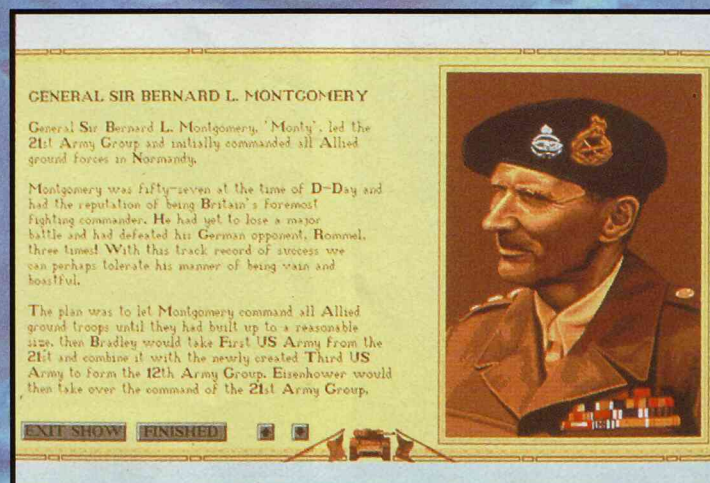 GENERAL SIR BERNARD L. MONTGOMERY
General Sir Bernard L. Montgomery, 'Monty', led the
21st Army Group and initially commanded all Allied
ground forces in Normandy.
Montgomery was fifty-seven at the time of D-Day and
had the reputation of being Britain's foremost
fighting commander. He had yet to lose a major
battle and had defeated his German opponent, Rommel,
three times! With this track record of success we
can perhaps tolerate his manner of being vain and
boastful.
The plan was to let Montgomery command all Allied
ground troops until they had built up to a reasonable
size, then Bradley would take First US Army from the
21st and combine it with the newly created Third US
Army to form the 12th Army Group. Eisenhower would
then take over the command of the 21st Army Group.
EXIT SHOW FINISHED